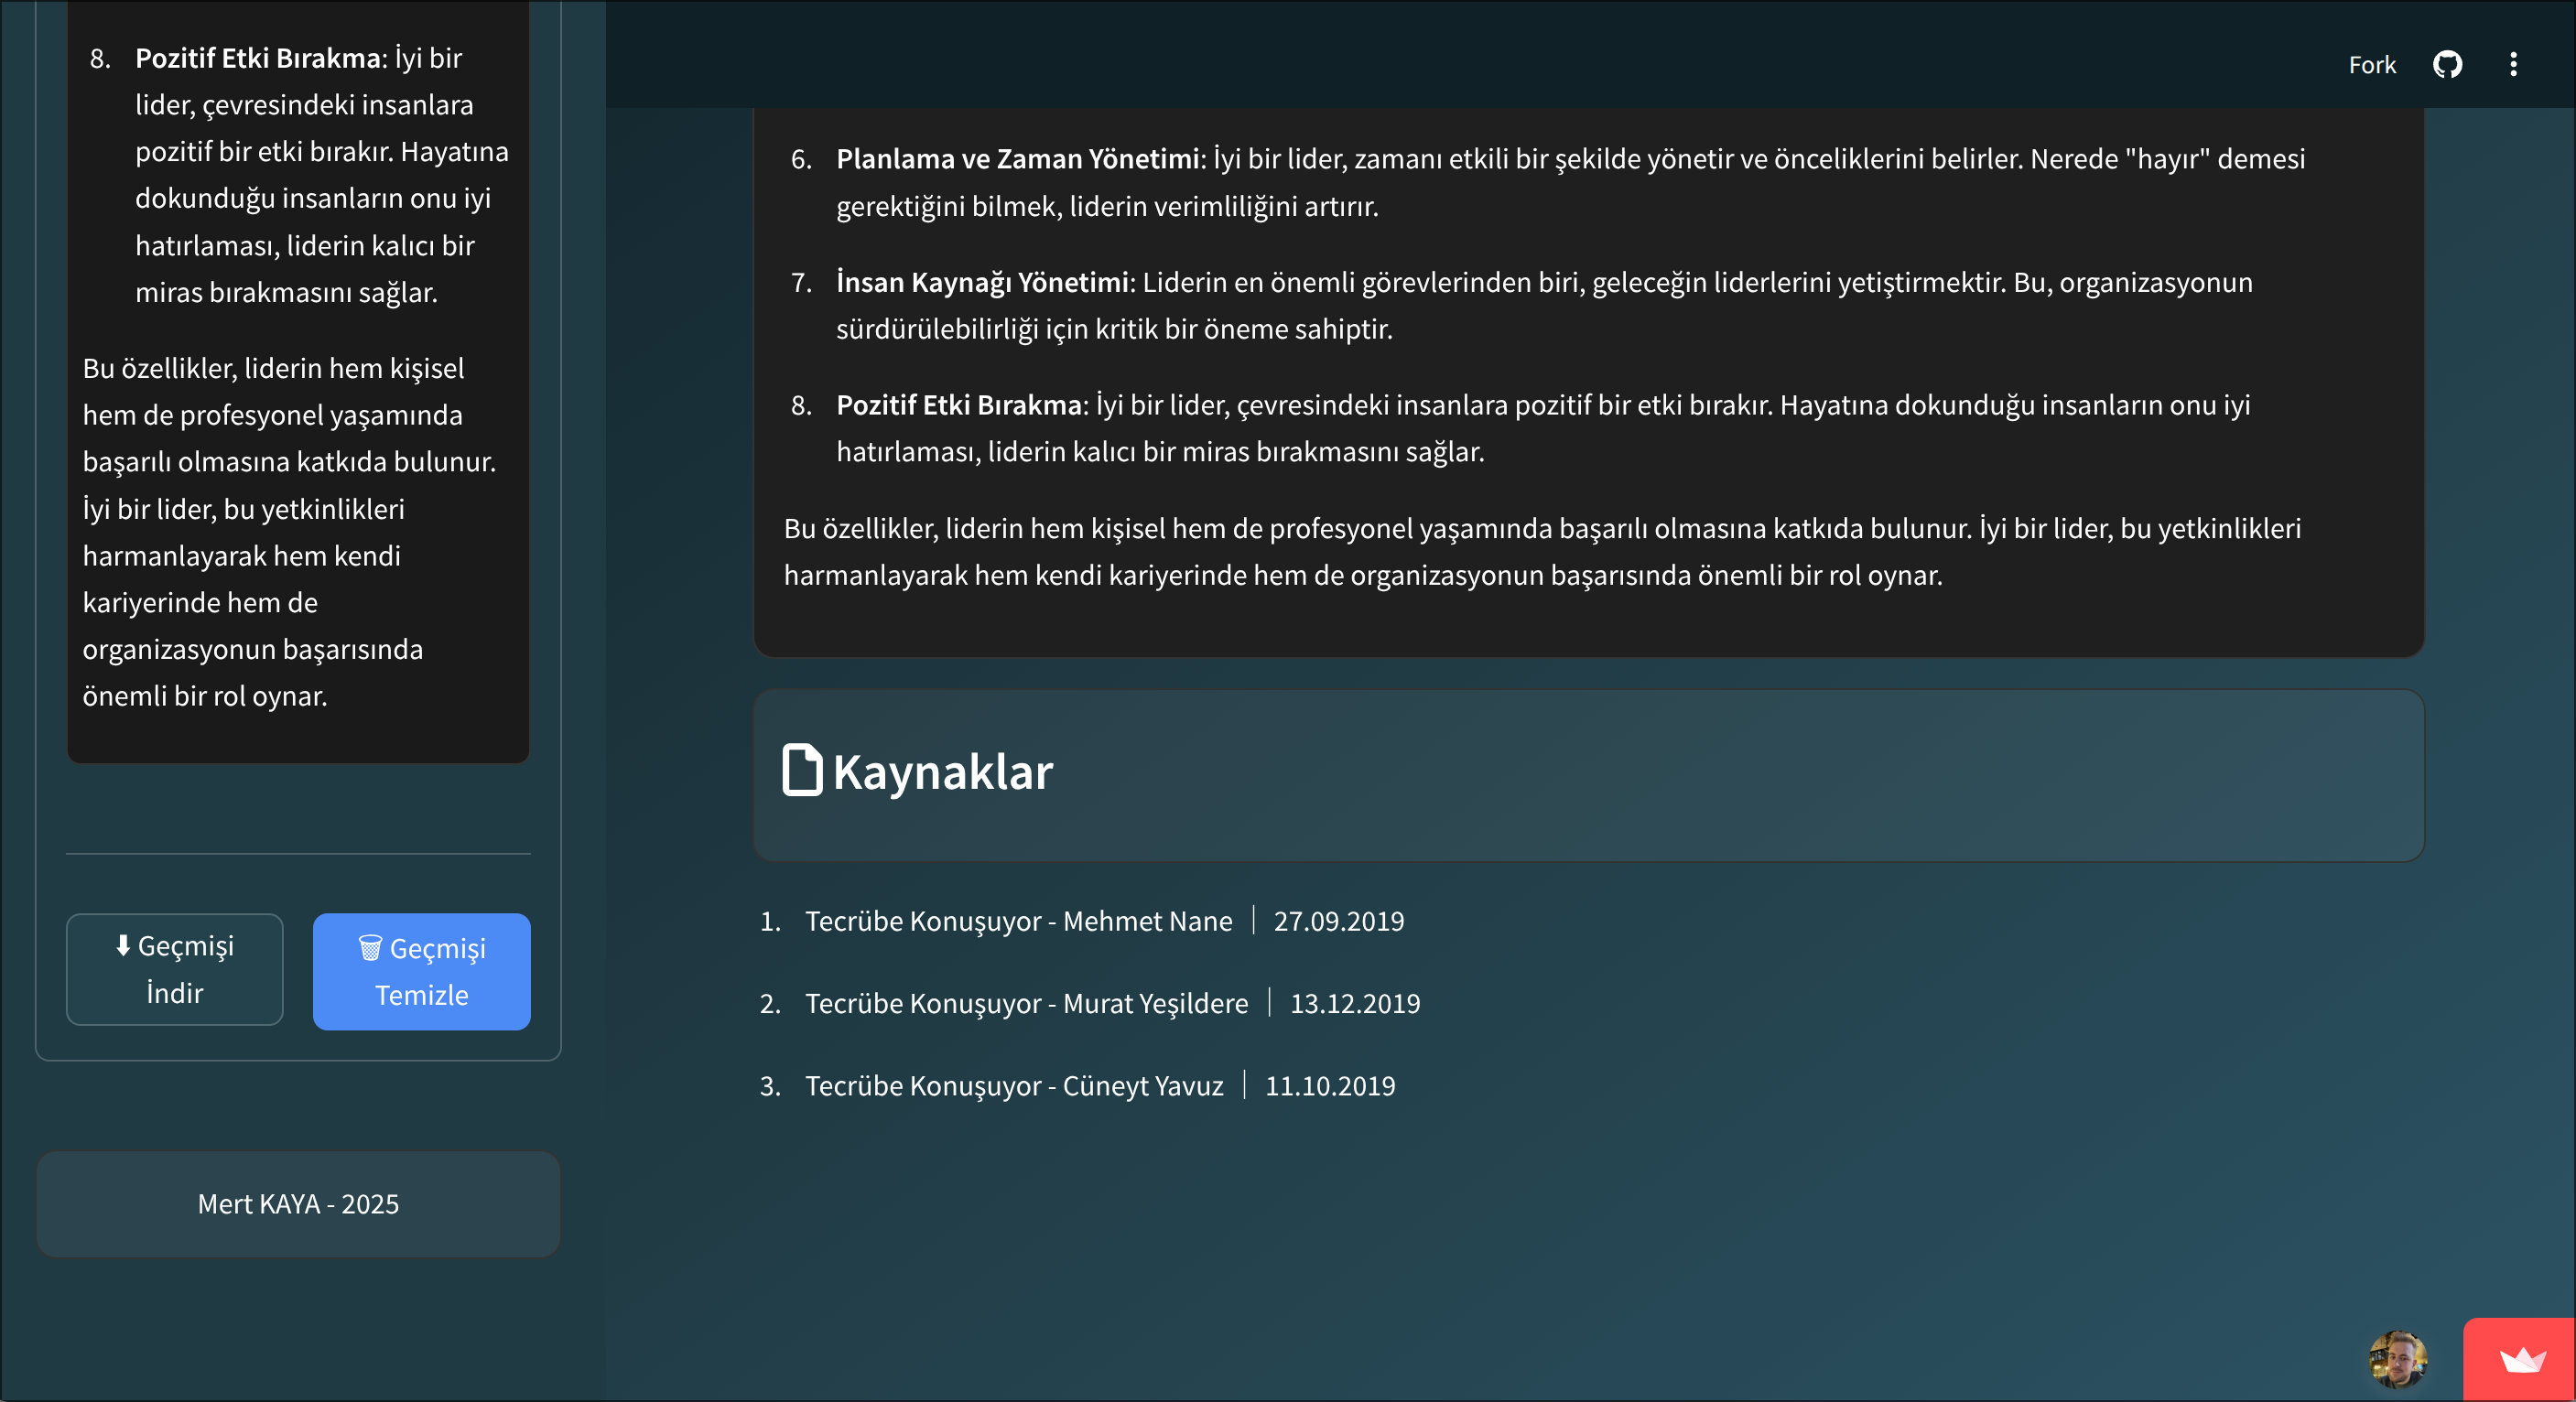 8. Pozitif Etki Bırakma: İyi bir
lider, çevresindeki insanlara
pozitif bir etki bırakır. Hayatına
dokunduğu insanların onu iyi
hatırlaması, liderin kalıcı bir
miras bırakmasını sağlar.
Bu özellikler, liderin hem kişisel
hem de profesyonel yaşamında
başarılı olmasına katkıda bulunur.
İyi bir lider, bu yetkinlikleri
harmanlayarak hem kendi
kariyerinde hem de
organizasyonun başarısında
önemli bir rol oynar.
Geçmişi
İndir
Geçmişi
Temizle
Mert KAYA - 2025
Fork
6. Planlama ve Zaman Yönetimi: İyi bir lider, zamanı etkili bir şekilde yönetir ve önceliklerini belirler. Nerede "hayır" demesi
gerektiğini bilmek, liderin verimliliğini artırır.
7. İnsan Kaynağı Yönetimi: Liderin en önemli görevlerinden biri, geleceğin liderlerini yetiştirmektir. Bu, organizasyonun
sürdürülebilirliği için kritik bir öneme sahiptir.
8. Pozitif Etki Bırakma: İyi bir lider, çevresindeki insanlara pozitif bir etki bırakır. Hayatına dokunduğu insanların onu iyi
hatırlaması, liderin kalıcı bir miras bırakmasını sağlar.
Bu özellikler, liderin hem kişisel hem de profesyonel yaşamında başarılı olmasına katkıda bulunur. İyi bir lider, bu yetkinlikleri
harmanlayarak hem kendi kariyerinde hem de organizasyonun başarısında önemli bir rol oynar.
Kaynaklar
1. Tecrübe Konuşuyor - Mehmet Nane | 27.09.2019
2. Tecrübe Konuşuyor - Murat Yeşildere | 13.12.2019
3. Tecrübe Konuşuyor - Cüneyt Yavuz | 11.10.2019